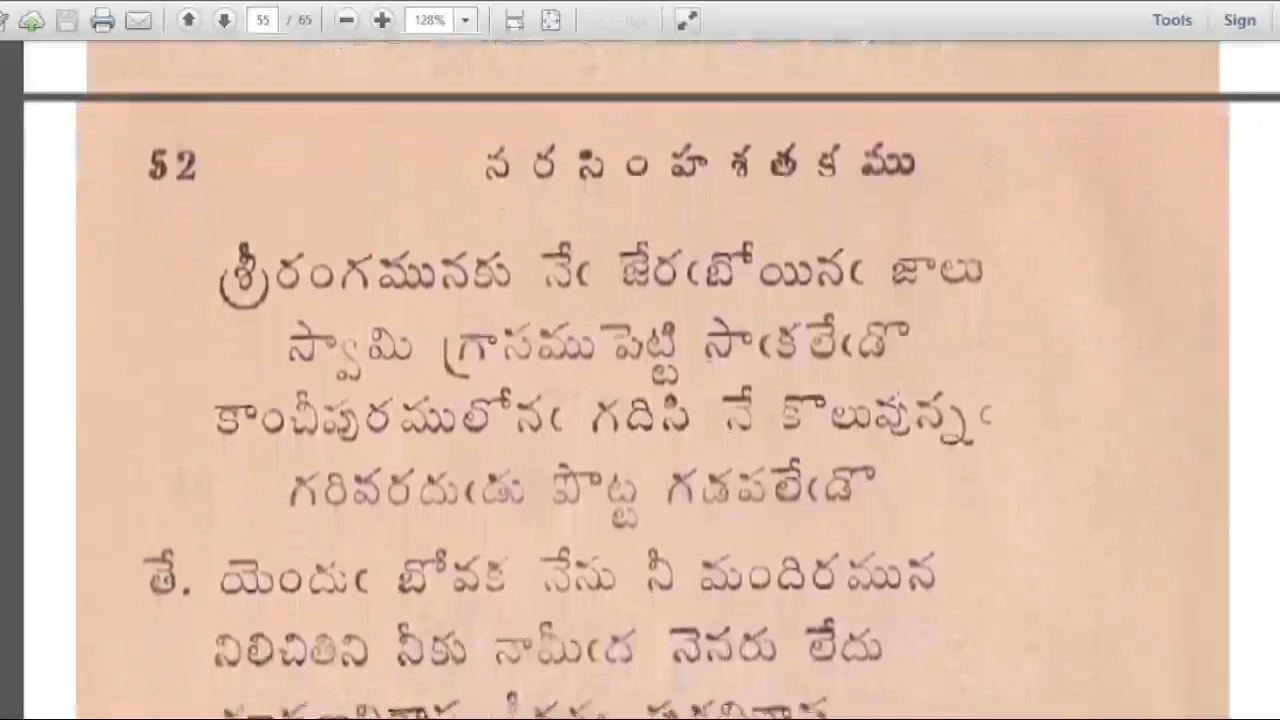 55 / 65 128% Tools Sign
52 నరసింహశతకము
శ్రీరంగమునకు నేఁ జేరఁబోయినఁ జాలు
స్వామి గ్రాసముపెట్టి సాఁకలేఁడొ
కాంచీపురములోనఁ గదిసి నే కొలువున్నఁ
గరివరదుఁడు పొట్ట గడపలేఁడొ
తే. యెందుఁ బోవక నేను నీ మందిరమున
నిలిచితిని నీకు నామీఁద నెనరు లేదు